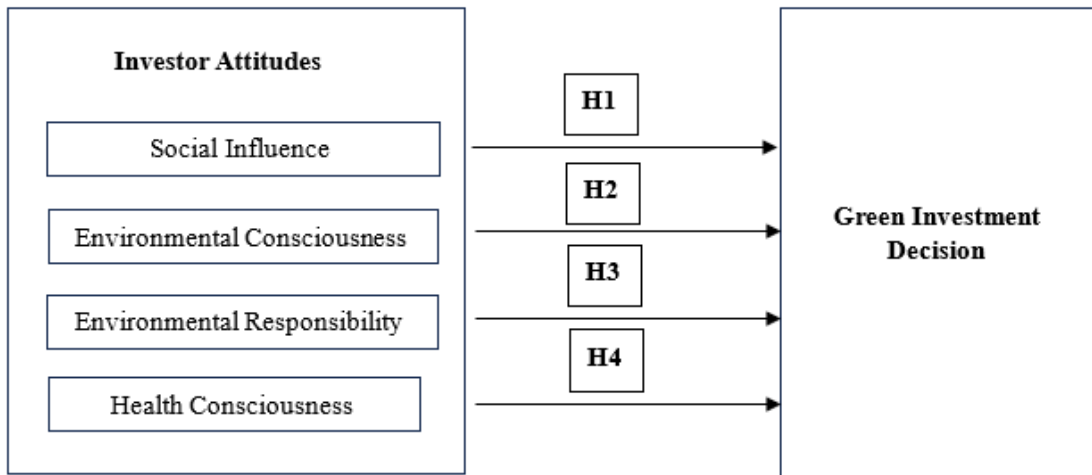 Investor Attitudes
H1
Social Influence
H2
Environmental Consciousness
Green Investment
Decision
H3
Environmental Responsibility
H4
Health Consciousness